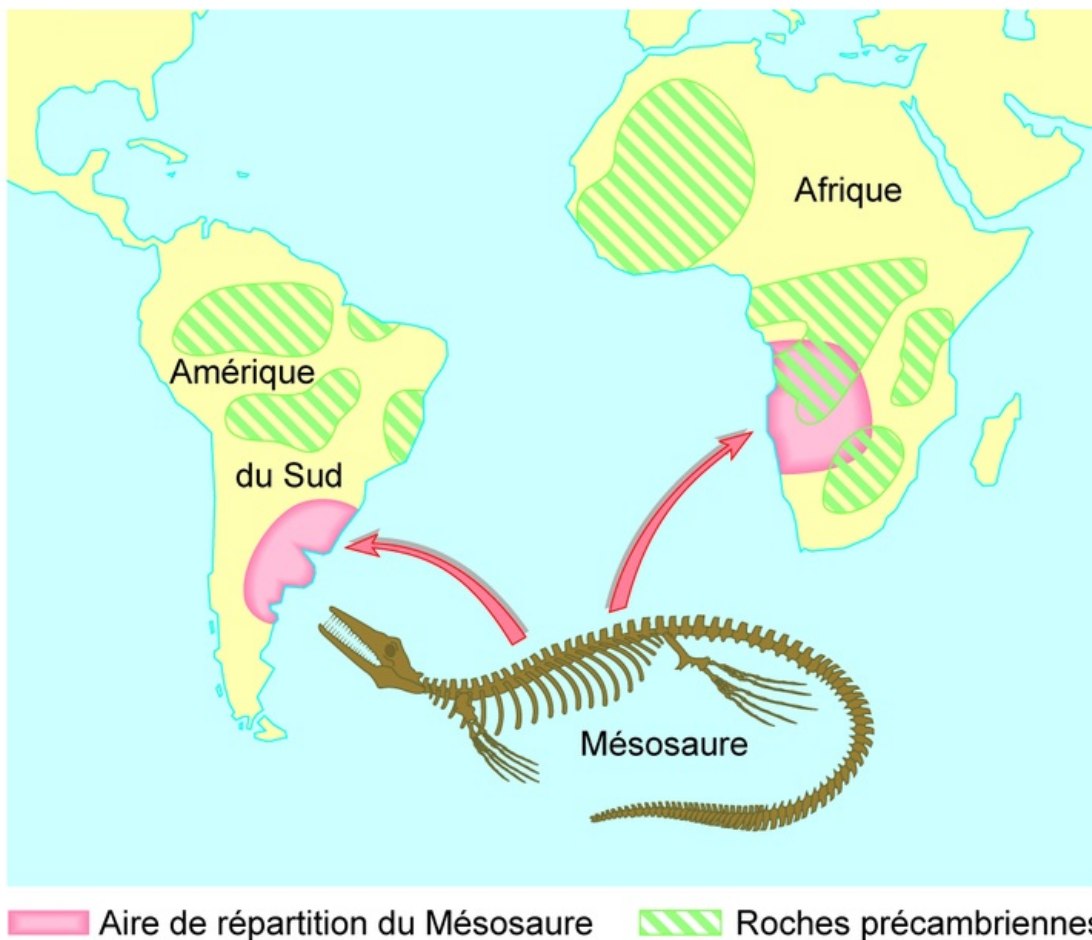 Afrique
Amérique
du Sud
Mésosaure
Aire de répartition du Mésosaure
Roches précambriennes